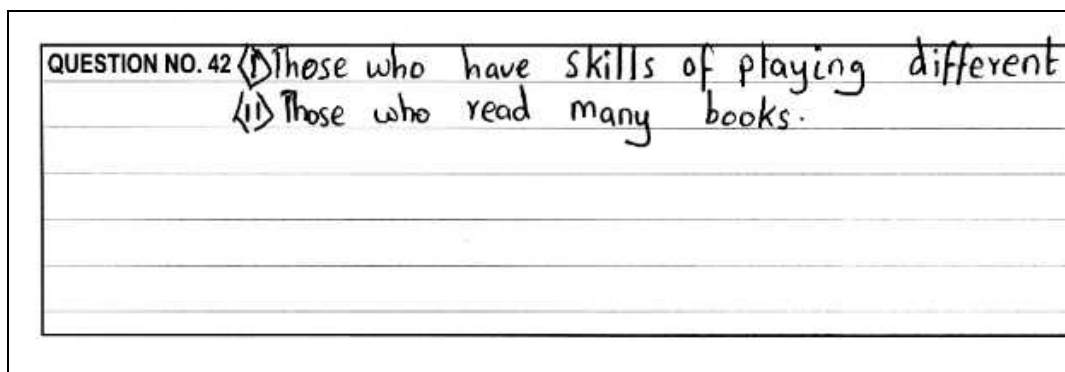 QUESTION NO. 42 (I) Those who have skills of playing different
(II) Those who read many books.